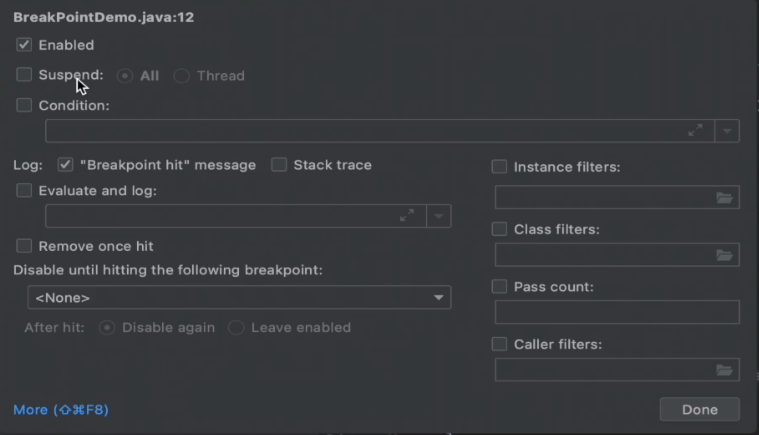 BreakPointDemo.java:12
Enabled
Suspend: All Thread
Condition:
Log: "Breakpoint hit" message Stack trace
Evaluate and log:
Remove once hit
Disable until hitting the following breakpoint:
<None>
After hit: Disable again Leave enabled
Instance filters:
Class filters:
Pass count:
Caller filters:
More (⇧⌘F8)
Done